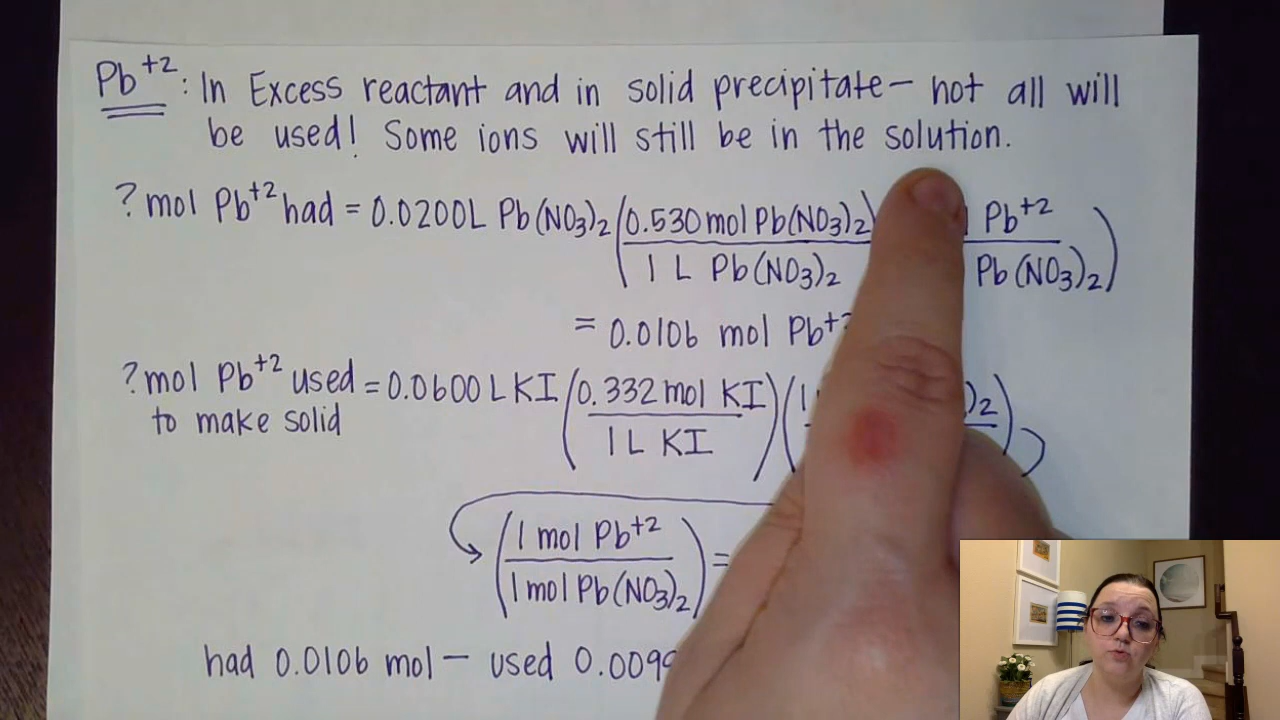 Pb⁺²: In Excess reactant and in solid precipitate – not all will
be used! Some ions will still be in the solution.
? mol Pb⁺² had = 0.0200L Pb(NO₃)₂ (0.530 mol Pb(NO₃)₂ Pb⁺²)
(1 L Pb(NO₃)₂ Pb(NO₃)₂)
= 0.0106 mol Pb⁺²
? mol Pb⁺² used = 0.0600 L KI (0.332 mol KI) (1 )₂)
to make solid 1 L KI
(1 mol Pb⁺²) =
(1 mol Pb(NO₃)₂)
had 0.0106 mol – used 0.009